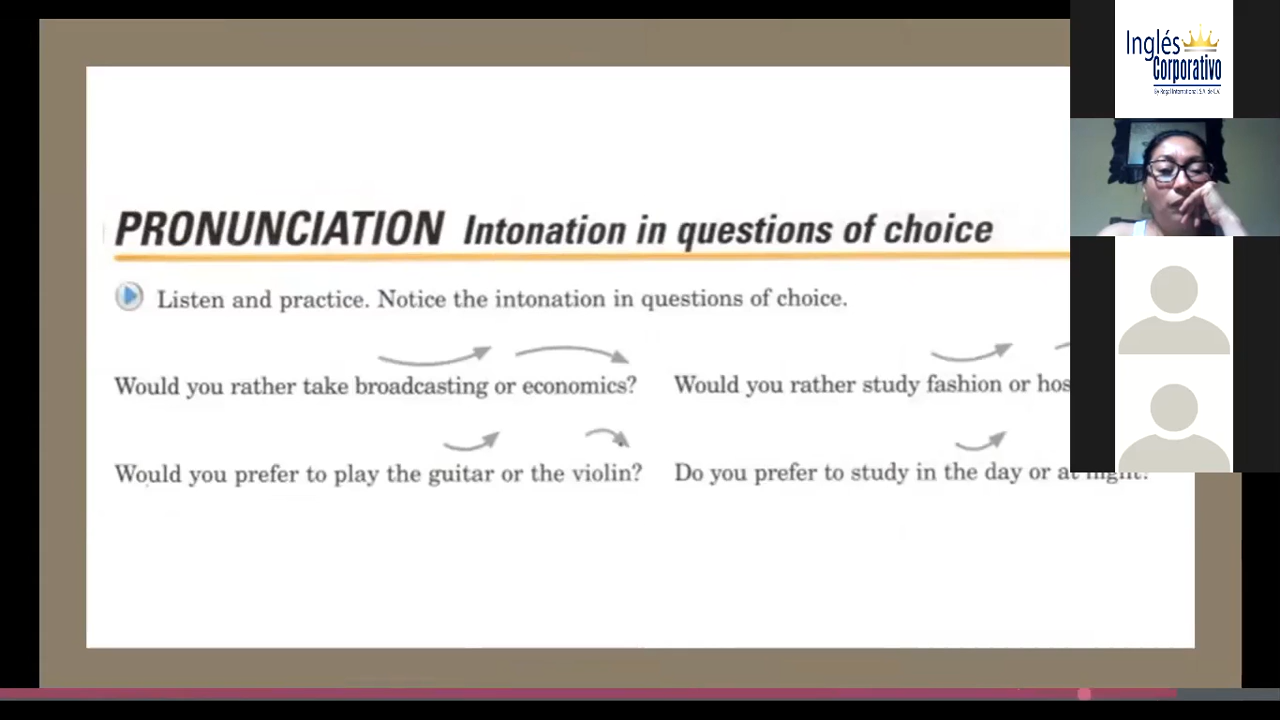 Inglés
Corporativo
PRONUNCIATION Intonation in questions of choice
Listen and practice. Notice the intonation in questions of choice.
Would you rather take broadcasting or economics?
Would you rather study fashion or hos
Would you prefer to play the guitar or the violin?
Do you prefer to study in the day or at night?